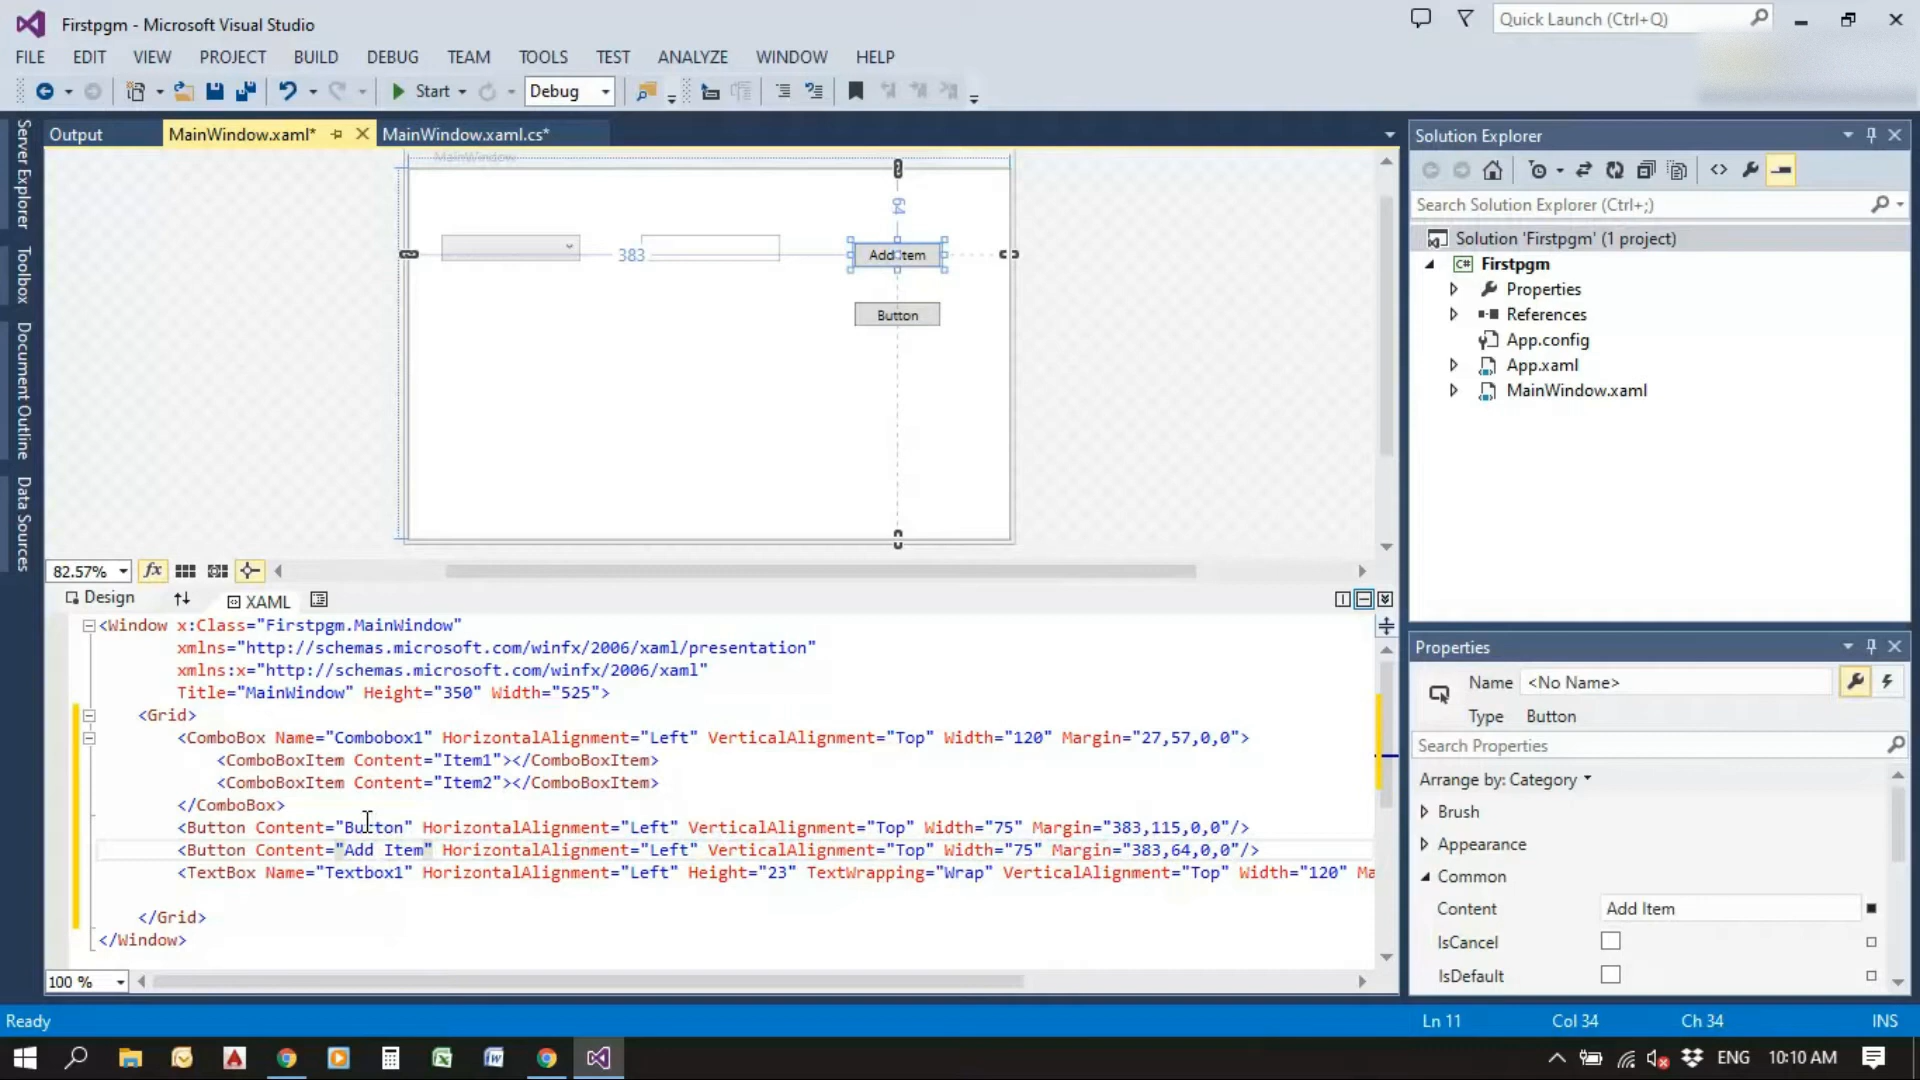 Firstpgm - Microsoft Visual Studio
Quick Launch (Ctrl+Q)
FILE EDIT VIEW PROJECT BUILD DEBUG TEAM TOOLS TEST ANALYZE WINDOW HELP
Start Debug
Server Explorer
Toolbox
Document Outline
Data Sources
Output MainWindow.xaml* MainWindow.xaml.cs*
MainWindow
64
383
Add Item
Button
82.57% fx
Design XAML
<Window x:Class="Firstpgm.MainWindow"
xmlns="http://schemas.microsoft.com/winfx/2006/xaml/presentation"
xmlns:x="http://schemas.microsoft.com/winfx/2006/xaml"
Title="MainWindow" Height="350" Width="525">
<Grid>
<ComboBox Name="Combobox1" HorizontalAlignment="Left" VerticalAlignment="Top" Width="120" Margin="27,57,0,0">
<ComboBoxItem Content="Item1"></ComboBoxItem>
<ComboBoxItem Content="Item2"></ComboBoxItem>
</ComboBox>
<Button Content="Button" HorizontalAlignment="Left" VerticalAlignment="Top" Width="75" Margin="383,115,0,0"/>
<Button Content="Add Item" HorizontalAlignment="Left" VerticalAlignment="Top" Width="75" Margin="383,64,0,0"/>
<TextBox Name="Textbox1" HorizontalAlignment="Left" Height="23" TextWrapping="Wrap" VerticalAlignment="Top" Width="120" Ma
</Grid>
</Window>
100 %
Solution Explorer
Search Solution Explorer (Ctrl+;)
Solution 'Firstpgm' (1 project)
C# Firstpgm
Properties
References
App.config
App.xaml
MainWindow.xaml
Properties
Name <No Name>
Type Button
Search Properties
Arrange by: Category
Brush
Appearance
Common
Content Add Item
IsCancel
IsDefault
Ready Ln 11 Col 34 Ch 34 INS
ENG 10:10 AM